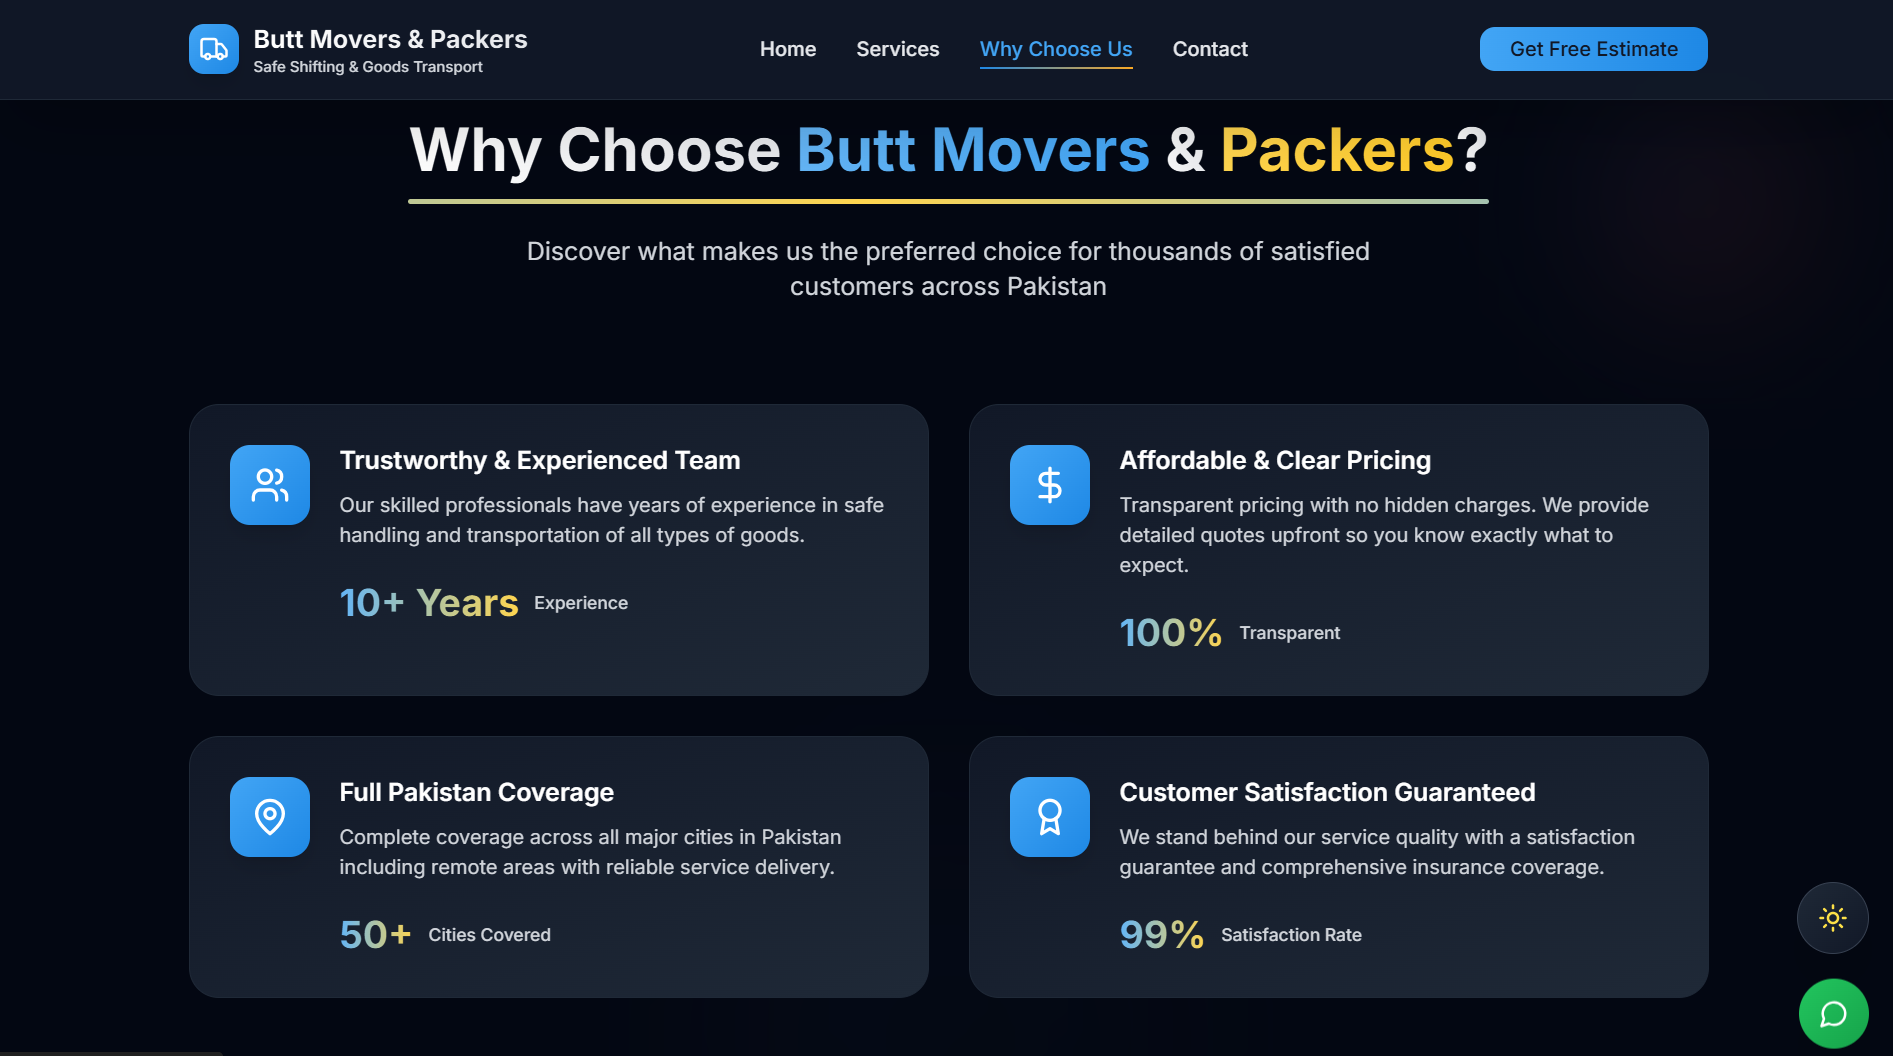 Butt Movers & Packers
Safe Shifting & Goods Transport
Home
Services
Why Choose Us
Contact
Get Free Estimate
Why Choose Butt Movers & Packers?
Discover what makes us the preferred choice for thousands of satisfied
customers across Pakistan
Trustworthy & Experienced Team
Our skilled professionals have years of experience in safe
handling and transportation of all types of goods.
10+ Years Experience
Affordable & Clear Pricing
Transparent pricing with no hidden charges. We provide
detailed quotes upfront so you know exactly what to
expect.
100% Transparent
Full Pakistan Coverage
Complete coverage across all major cities in Pakistan
including remote areas with reliable service delivery.
50+ Cities Covered
Customer Satisfaction Guaranteed
We stand behind our service quality with a satisfaction
guarantee and comprehensive insurance coverage.
99% Satisfaction Rate